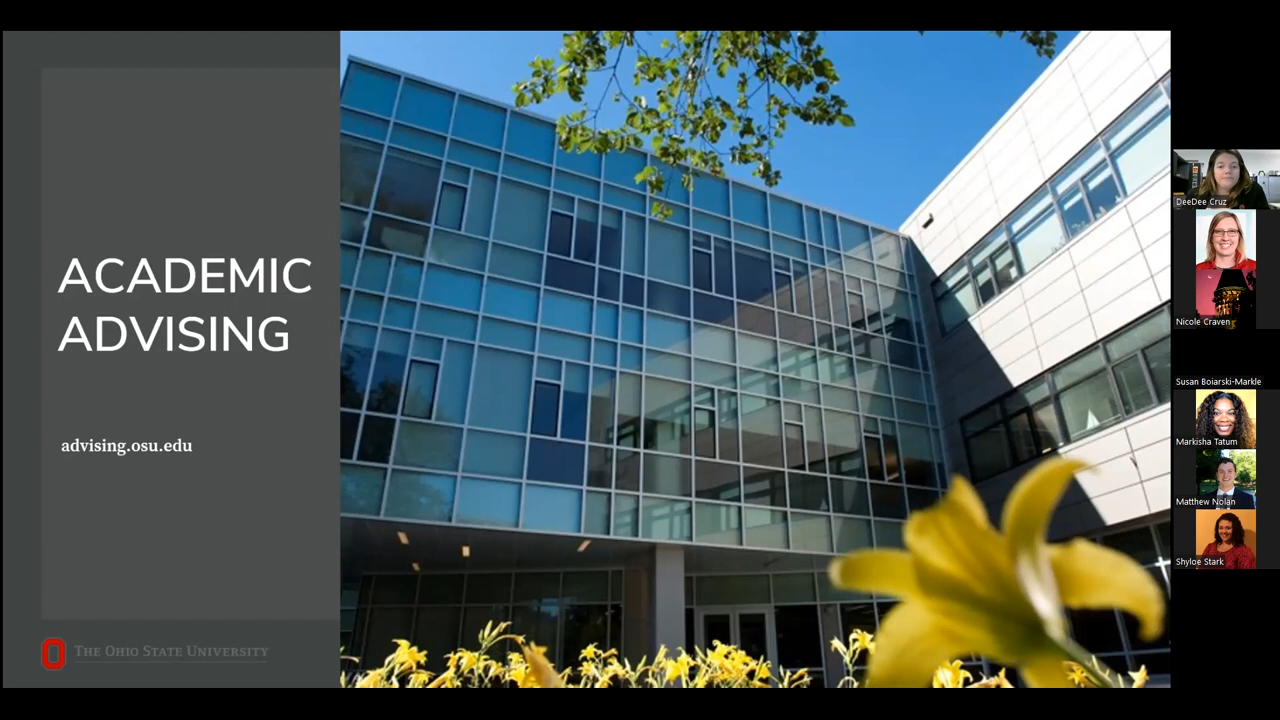 ACADEMIC
ADVISING
advising.osu.edu
THE OHIO STATE UNIVERSITY
DeeDee Cruz
Nicole Craven
Susan Boiarski-Markle
Markisha Tatum
Matthew Nolan
Shyloe Stark